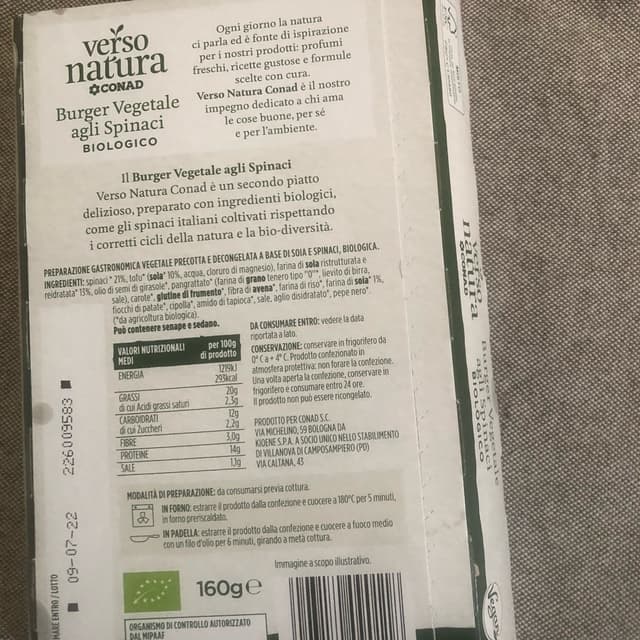 verso
natura
CONAD
Burger Vegetale
agli Spinaci
BIOLOGICO
Ogni giorno la natura
ci parla ed è fonte di ispirazione
per i nostri prodotti: profumi
freschi, ricette gustose e formule
scelte con cura.
Verso Natura Conad è il nostro
impegno dedicato a chi ama
le cose buone, per sé
e per l'ambiente.
Il Burger Vegetale agli Spinaci
Verso Natura Conad è un secondo piatto
delizioso, preparato con ingredienti biologici,
come gli spinaci italiani coltivati rispettando
i corretti cicli della natura e la bio-diversità.
PREPARAZIONE GASTRONOMICA VEGETALE PRECOTTA E DECONGELATA A BASE DI SOIA E SPINACI, BIOLOGICA.
INGREDIENTI: spinaci* 21%, tofu* (soia* 10%, acqua, cloruro di magnesio), farina di soia ristrutturata e
reidratata* 13%, olio di semi di girasole*, pangrattato* (farina di grano tenero tipo "0"*, lievito di birra,
sale), carote*, glutine di frumento*, fibra di avena*, farina di riso*, farina di soia* 1%,
fiocchi di patate*, cipolla*, amido di tapioca*, sale, aglio disidratato*, pepe nero*.
(*da agricoltura biologica).
Può contenere senape e sedano.
VALORI NUTRIZIONALI MEDI per 100g di prodotto
ENERGIA 1219kJ
293kcal
GRASSI 20g
di cui Acidi grassi saturi 2,3g
CARBOIDRATI 12g
di cui Zuccheri 2,2g
FIBRE 3,0g
PROTEINE 14g
SALE 1,1g
DA CONSUMARE ENTRO: vedere la data
riportata a lato.
CONSERVAZIONE: conservare in frigorifero da
0°C a +4°C. Prodotto confezionato in
atmosfera protettiva: non forare la confezione.
Una volta aperta la confezione, conservare in
frigorifero e consumare entro 24 ore.
Il prodotto non può essere ricongelato.
PRODOTTO PER CONAD S.C.
VIA MICHELINO, 59 BOLOGNA DA
KIOENE S.P.A. A SOCIO UNICO NELLO STABILIMENTO
DI VILLANOVA DI CAMPOSAMPIERO (PD)
VIA CALTANA, 43
MODALITÀ DI PREPARAZIONE: da consumarsi previa cottura.
IN FORNO: estrarre il prodotto dalla confezione e cuocere a 180°C per 5 minuti,
in forno preriscaldato.
IN PADELLA: estrarre il prodotto dalla confezione e cuocere a fuoco medio
con un filo d'olio per 6 minuti, girando a metà cottura.
Immagine a scopo illustrativo.
160g e
ORGANISMO DI CONTROLLO AUTORIZZATO
DAL MIPAAF
MARE ENTRO / LOTTO
09-07-22 226009583
verso
natura
CONAD
Burger Vegetale
agli Spinaci
BIOLOGICO